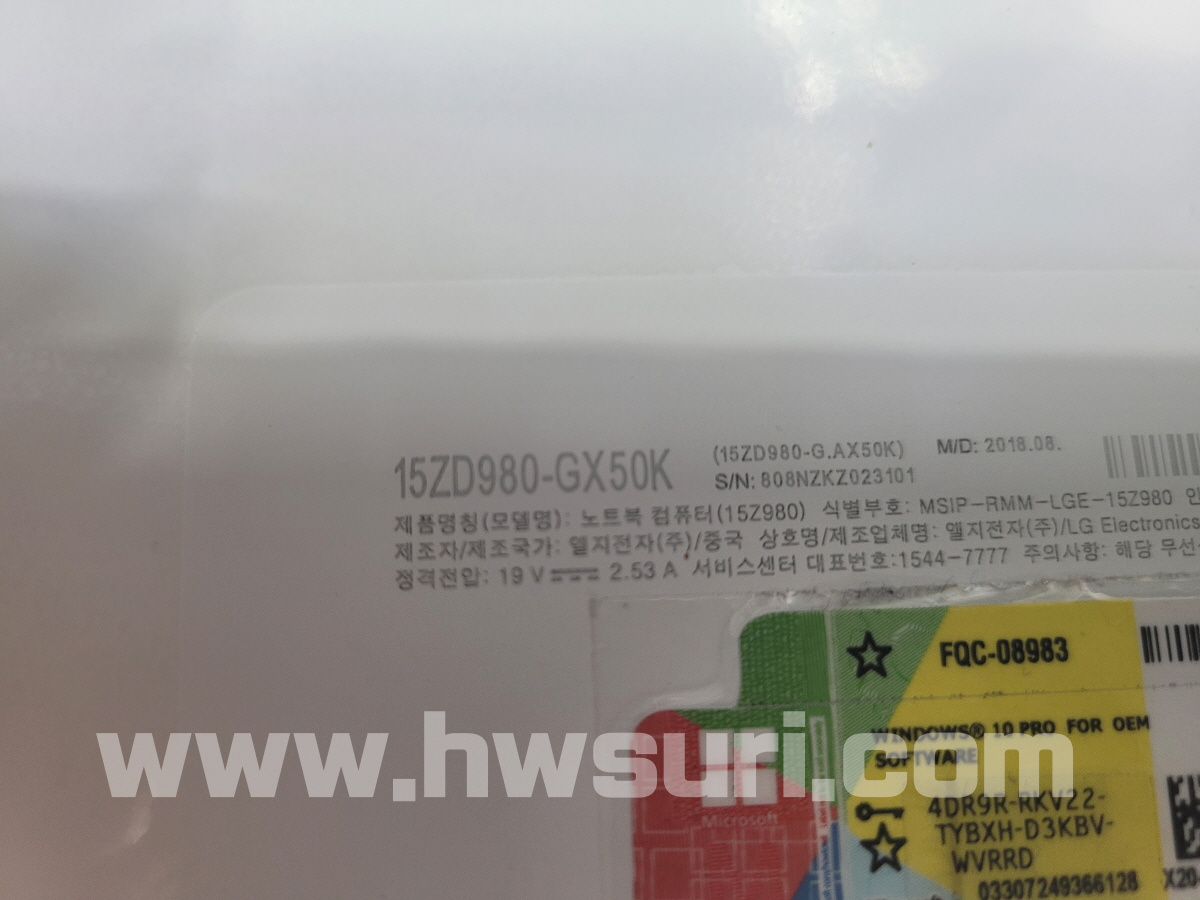 15ZD980-GX50K (15ZD980-G.AX50K) M/D: 2018.08.
S/N: 808NZKZ023101
제품명칭(모델명): 노트북 컴퓨터(15Z980) 식별부호: MSIP-RMM-LGE-15Z980
제조자/제조국가: 엘지전자(주)/중국 상호명/제조업체명: 엘지전자(주)/LG Electronics
정격전압: 19 V 2.53 A 서비스센터 대표번호:1544-7777 주의사항: 해당 무선
FQC-08983
WINDOWS® 10 PRO FOR OEM
SOFTWARE
www.hwsuri.com
Microsoft
4DR9R-RKV22-
TYBXH-D3KBV-
WVRRD
03307249366128
X20-